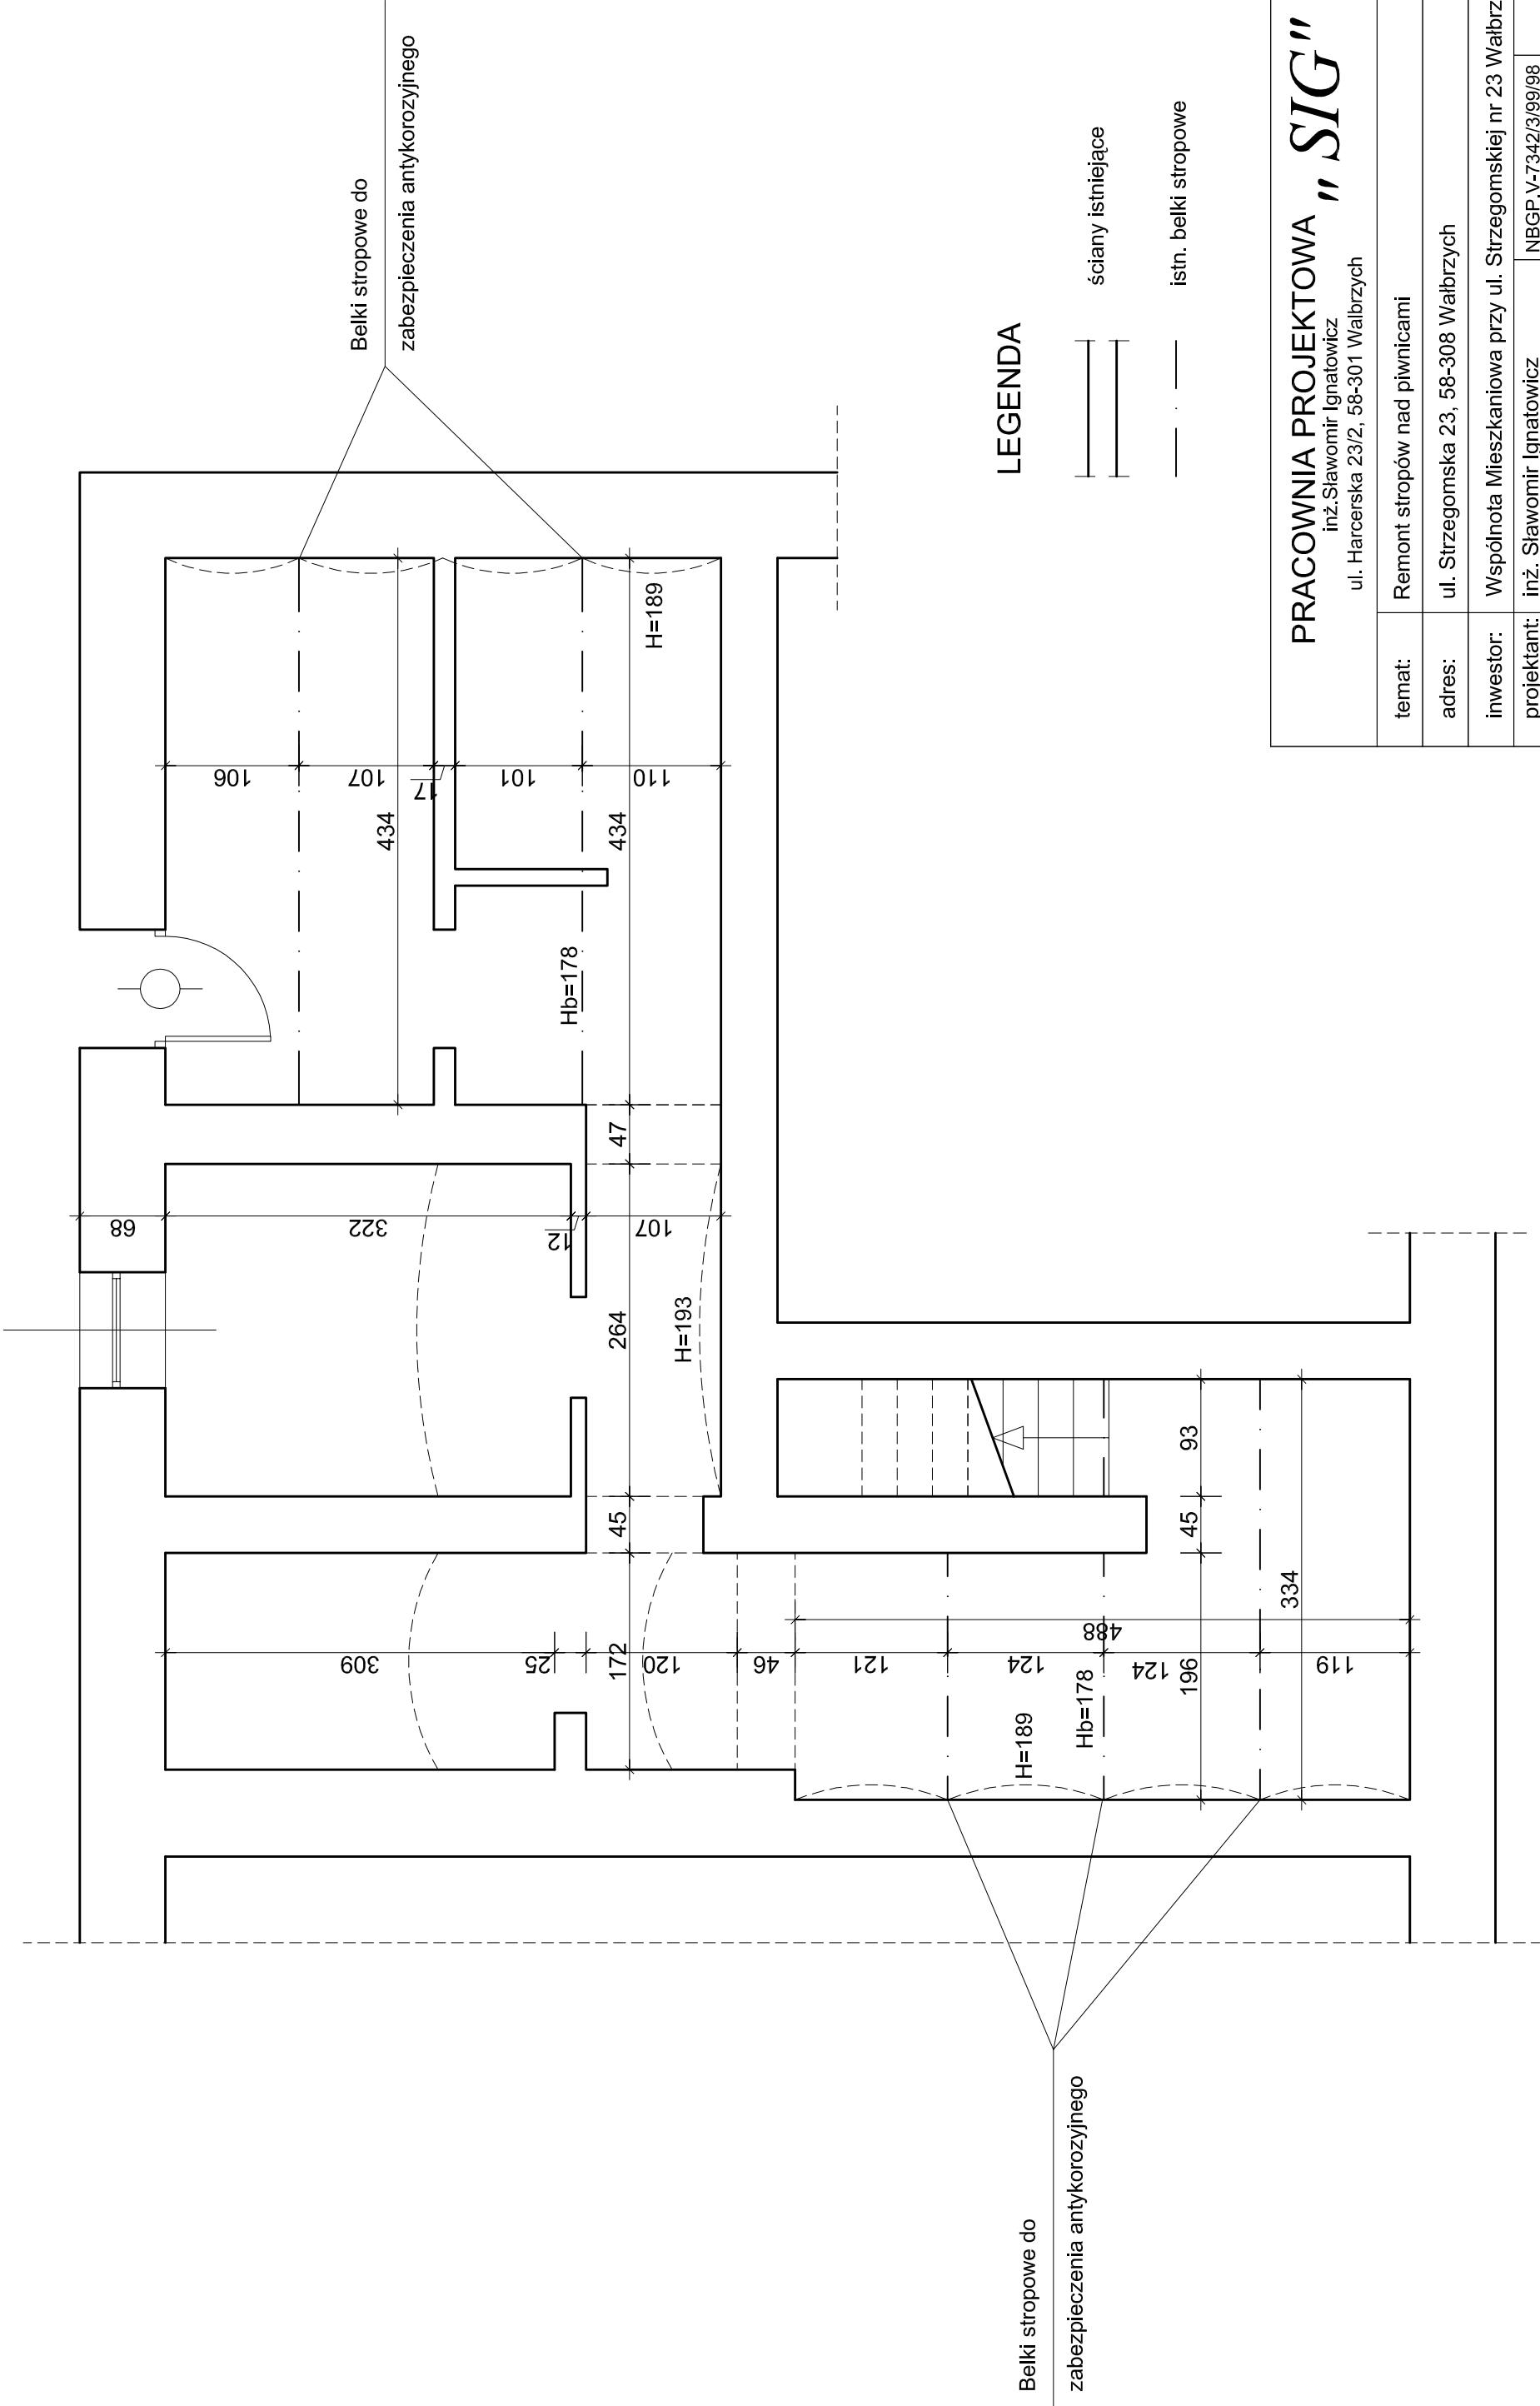 Belki stropowe do
zabezpieczenia antykorozyjnego
Belki stropowe do
zabezpieczenia antykorozyjnego
68
322
12
107
309
25
120
46
121
124
124
119
488
106
107
17
101
110
434
434
47
264
45
172
H=189
Hb=178
H=193
H=189
Hb=178
196
45
93
334
LEGENDA
ściany istniejące
istn. belki stropowe
PRACOWNIA PROJEKTOWA „ SIG"
inż.Sławomir Ignatowicz
ul. Harcerska 23/2, 58-301 Walbrzych
temat: Remont stropów nad piwnicami
adres: ul. Strzegomska 23, 58-308 Wałbrzych
inwestor: Wspólnota Mieszkaniowa przy ul. Strzegomskiej nr 23 Wałbrz
projektant: inż. Sławomir Ignatowicz NBGP.V-7342/3/99/98